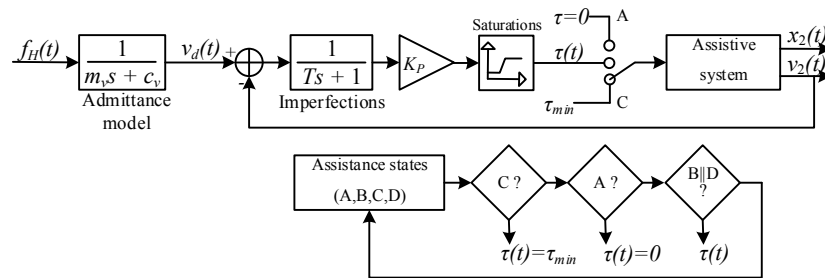 f_H(t)
1
m_v s + c_v
Admittance
model
v_d(t)
+
-
1
Ts + 1
Imperfections
K_P
Saturations
τ(t)
τ=0
A
τ_min
C
Assistive
system
x_2(t)
v_2(t)
Assistance states
(A,B,C,D)
C ?
A ?
B||D
?
τ(t)=τ_min
τ(t)=0
τ(t)